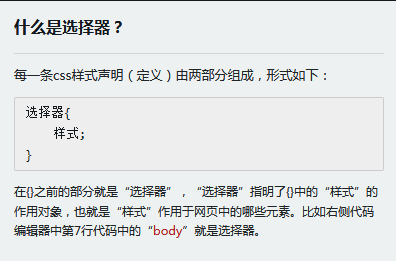 什么是选择器？
每一条css样式声明（定义）由两部分组成，形式如下：
选择器{
    样式;
}
在{}之前的部分就是“选择器”，“选择器”指明了{}中的“样式”的
作用对象，也就是“样式”作用于网页中的哪些元素。比如右侧代码
编辑器中第7行代码中的“body”就是选择器。